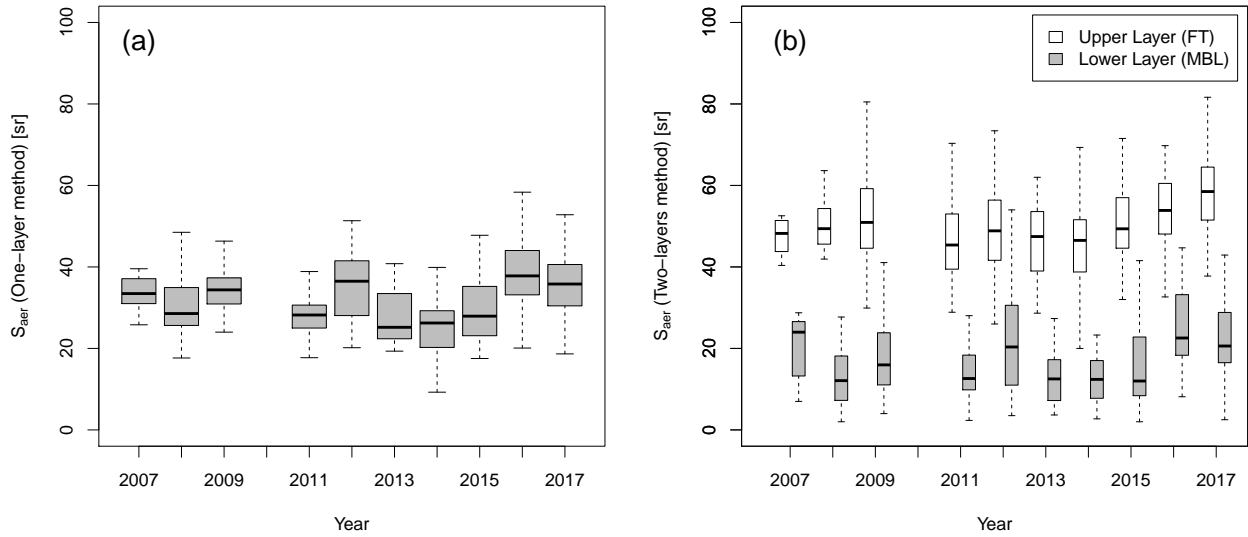 (a)
S_aer (One−layer method) [sr]
100
80
60
40
20
0
2007 2009 2011 2013 2015 2017
Year
(b)
Upper Layer (FT)
Lower Layer (MBL)
S_aer (Two−layers method) [sr]
100
80
60
40
20
0
2007 2009 2011 2013 2015 2017
Year